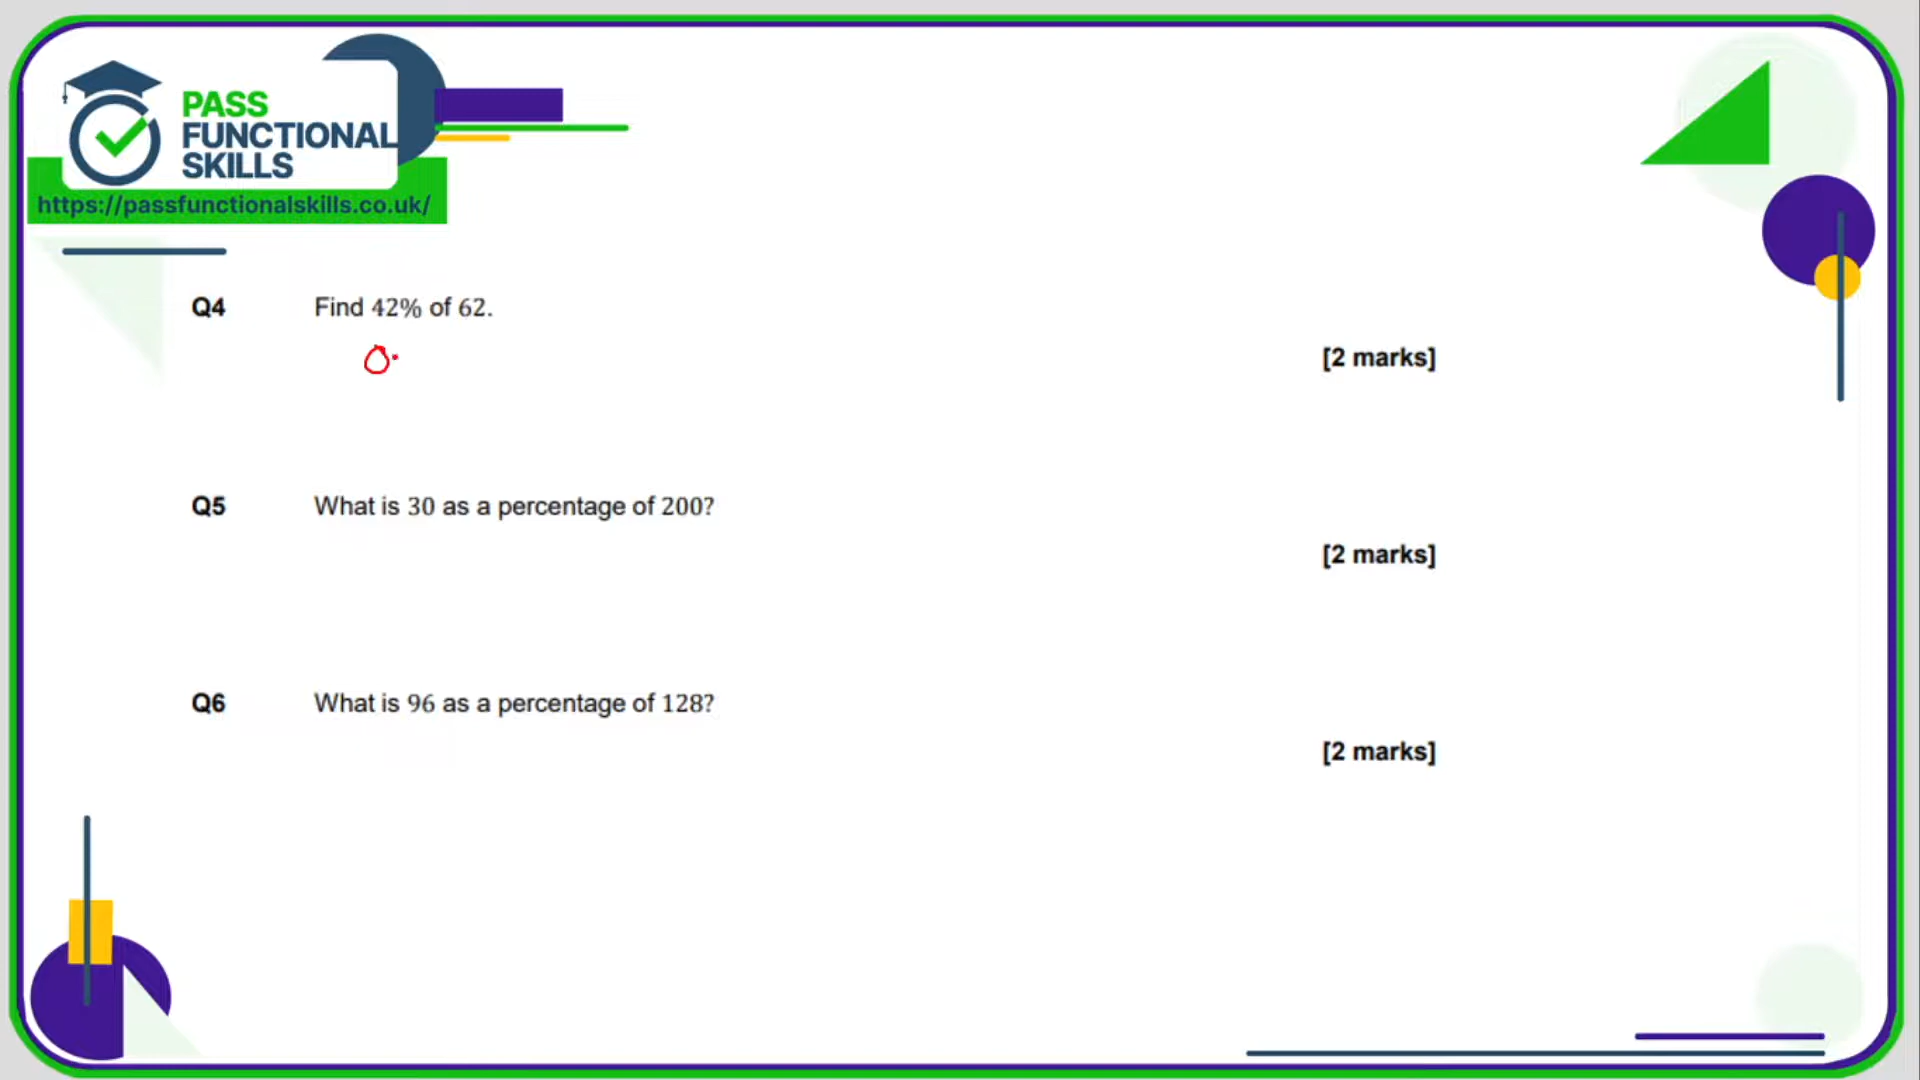 PASS
FUNCTIONAL
SKILLS
https://passfunctionalskills.co.uk/
Q4 Find 42% of 62.
0.
[2 marks]
Q5 What is 30 as a percentage of 200?
[2 marks]
Q6 What is 96 as a percentage of 128?
[2 marks]